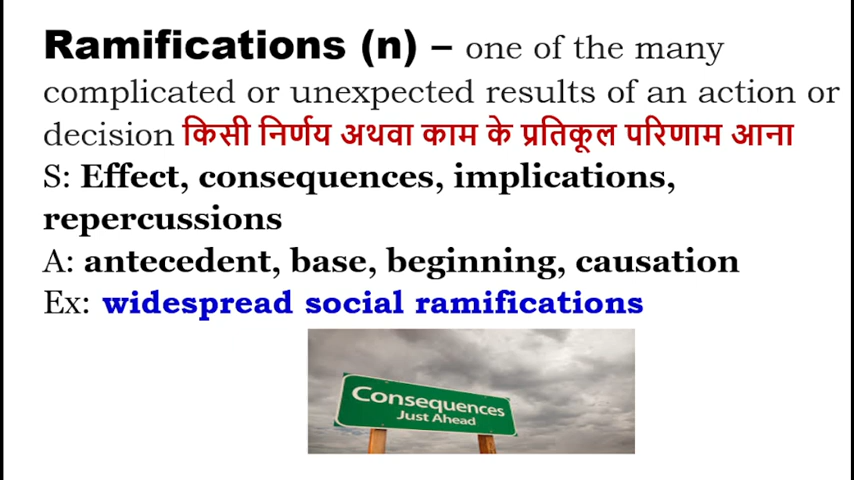 Ramifications (n) – one of the many
complicated or unexpected results of an action or
decision किसी निर्णय अथवा काम के प्रतिकूल परिणाम आना
S: Effect, consequences, implications,
repercussions
A: antecedent, base, beginning, causation
Ex: widespread social ramifications
Consequences
Just Ahead